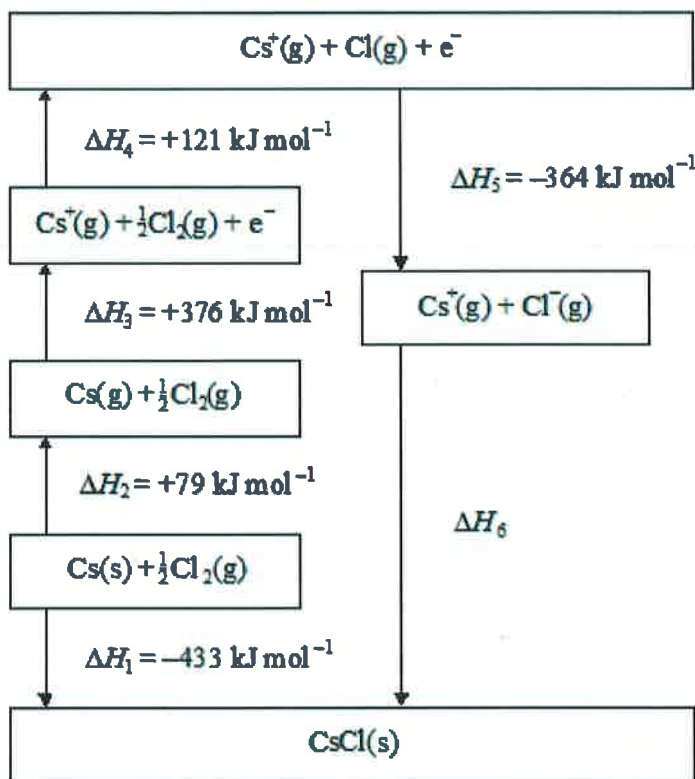 Cs⁺(g) + Cl(g) + e⁻
ΔH₄ = +121 kJ mol⁻¹
ΔH₅ = –364 kJ mol⁻¹
Cs⁺(g) + ½Cl₂(g) + e⁻
ΔH₃ = +376 kJ mol⁻¹
Cs⁺(g) + Cl⁻(g)
Cs(g) + ½Cl₂(g)
ΔH₂ = +79 kJ mol⁻¹
ΔH₆
Cs(s) + ½Cl₂(g)
ΔH₁ = –433 kJ mol⁻¹
CsCl(s)